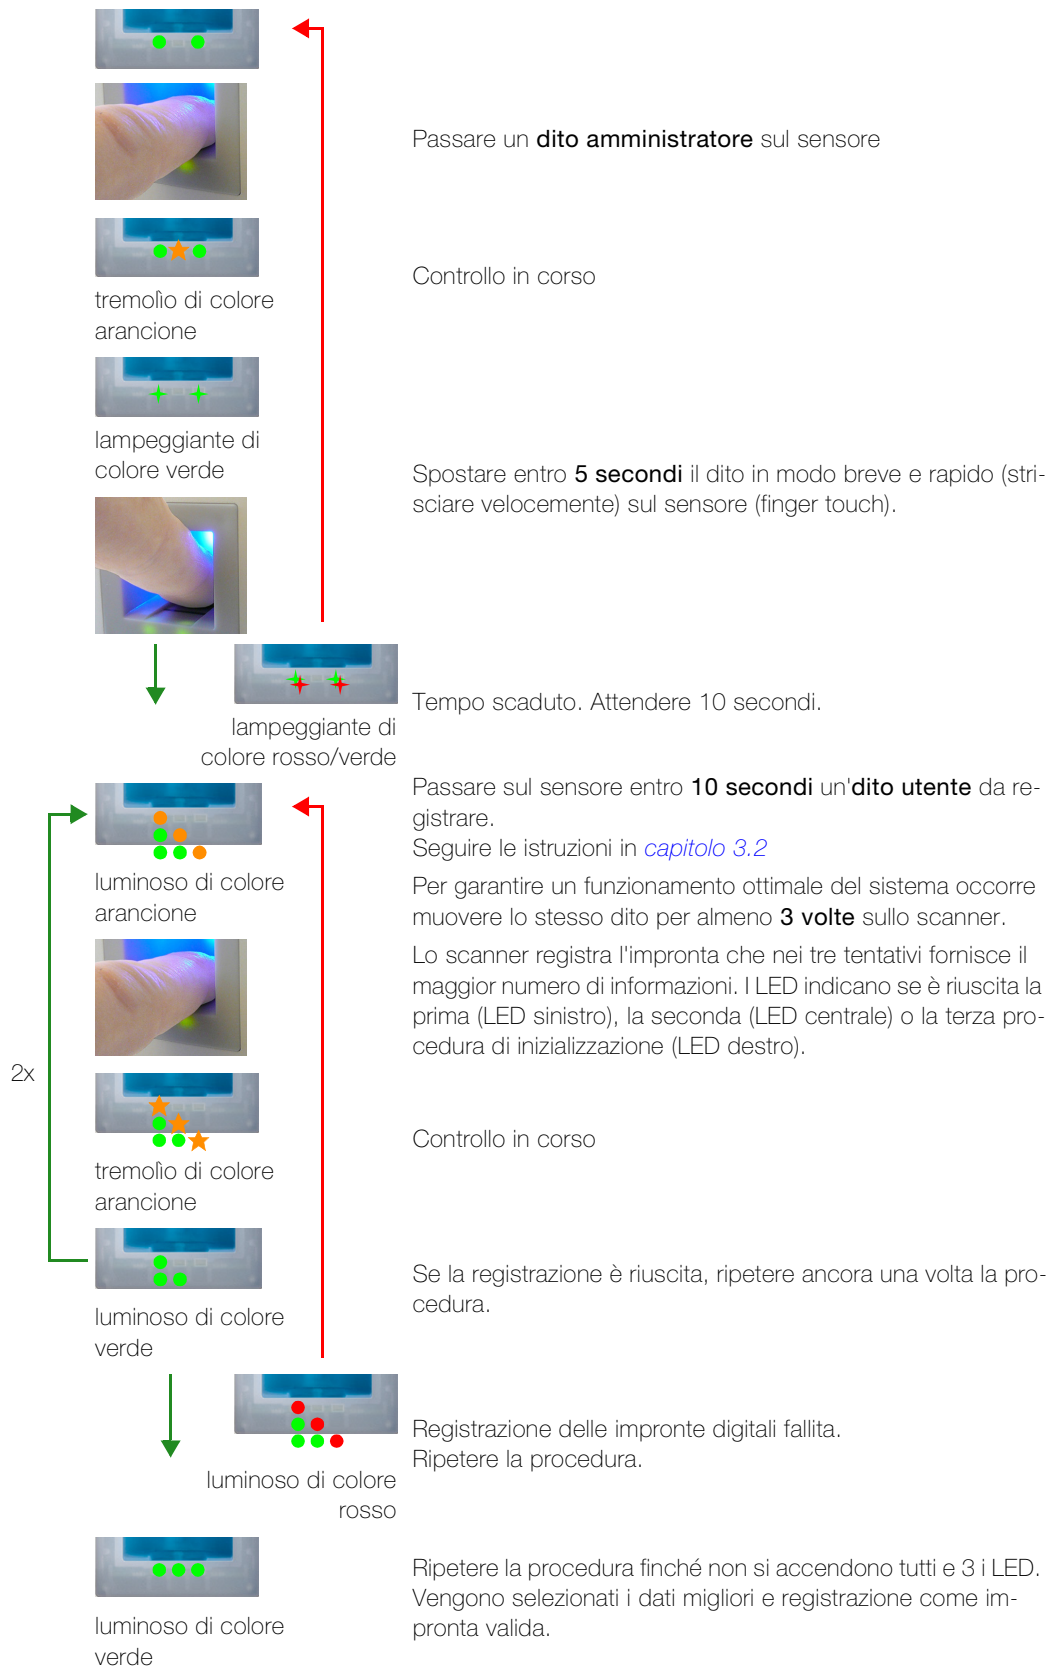 Passare un dito amministratore sul sensore
Controllo in corso
tremolìo di colore
arancione
lampeggiante di
colore verde
Spostare entro 5 secondi il dito in modo breve e rapido (stri-
sciare velocemente) sul sensore (finger touch).
Tempo scaduto. Attendere 10 secondi.
lampeggiante di
colore rosso/verde
Passare sul sensore entro 10 secondi un'dito utente da re-
gistrare.
Seguire le istruzioni in capitolo 3.2
luminoso di colore
arancione
Per garantire un funzionamento ottimale del sistema occorre
muovere lo stesso dito per almeno 3 volte sullo scanner.
Lo scanner registra l'impronta che nei tre tentativi fornisce il
maggior numero di informazioni. I LED indicano se è riuscita la
prima (LED sinistro), la seconda (LED centrale) o la terza pro-
cedura di inizializzazione (LED destro).
2x
Controllo in corso
tremolìo di colore
arancione
Se la registrazione è riuscita, ripetere ancora una volta la pro-
cedura.
luminoso di colore
verde
Registrazione delle impronte digitali fallita.
Ripetere la procedura.
luminoso di colore
rosso
Ripetere la procedura finché non si accendono tutti e 3 i LED.
Vengono selezionati i dati migliori e registrazione come im-
pronta valida.
luminoso di colore
verde